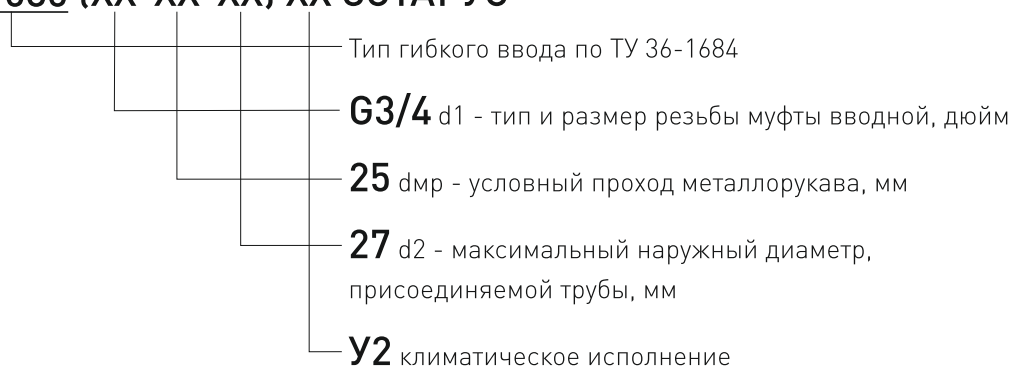 Тип гибкого ввода по ТУ 36-1684
G3/4 d1 - тип и размер резьбы муфты вводной, дюйм
25 dмр - условный проход металлорукава, мм
27 d2 - максимальный наружный диаметр,
присоединяемой трубы, мм
У2 климатическое исполнение